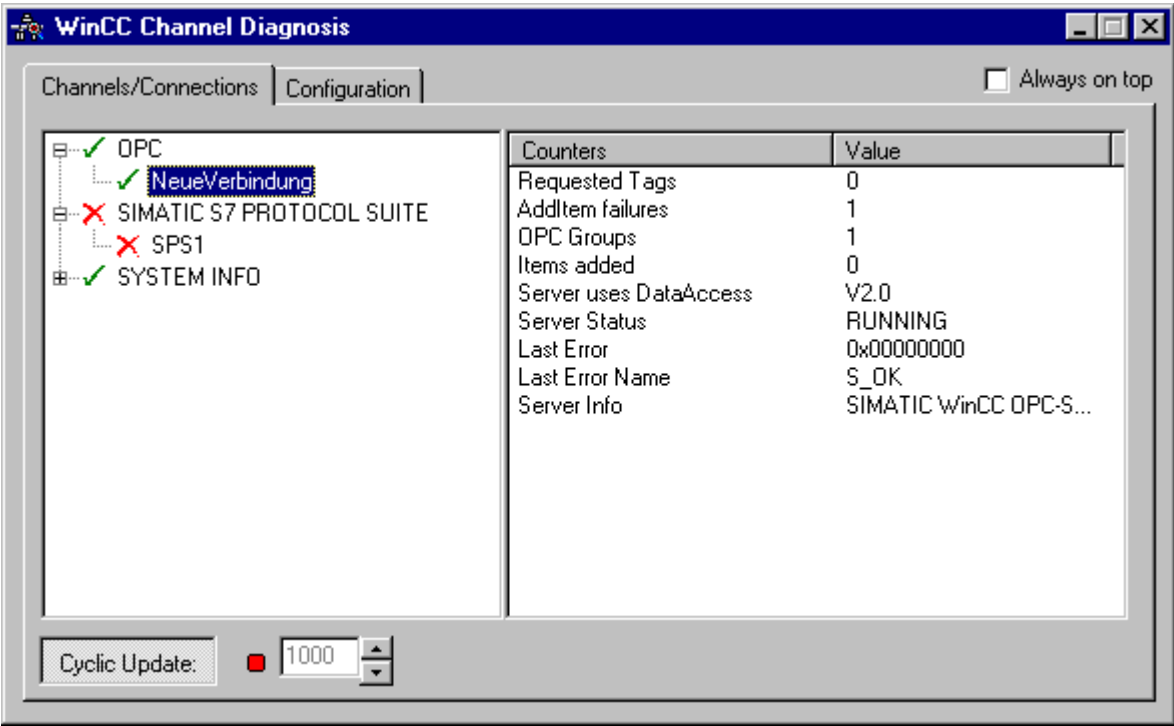 WinCC Channel Diagnosis
Channels/Connections Configuration Always on top
OPC
NeueVerbindung
SIMATIC S7 PROTOCOL SUITE
SPS1
SYSTEM INFO
Counters Value
Requested Tags 0
AddItem failures 1
OPC Groups 1
Items added 0
Server uses DataAccess V2.0
Server Status RUNNING
Last Error 0x00000000
Last Error Name S_OK
Server Info SIMATIC WinCC OPC-S...
Cyclic Update: 1000